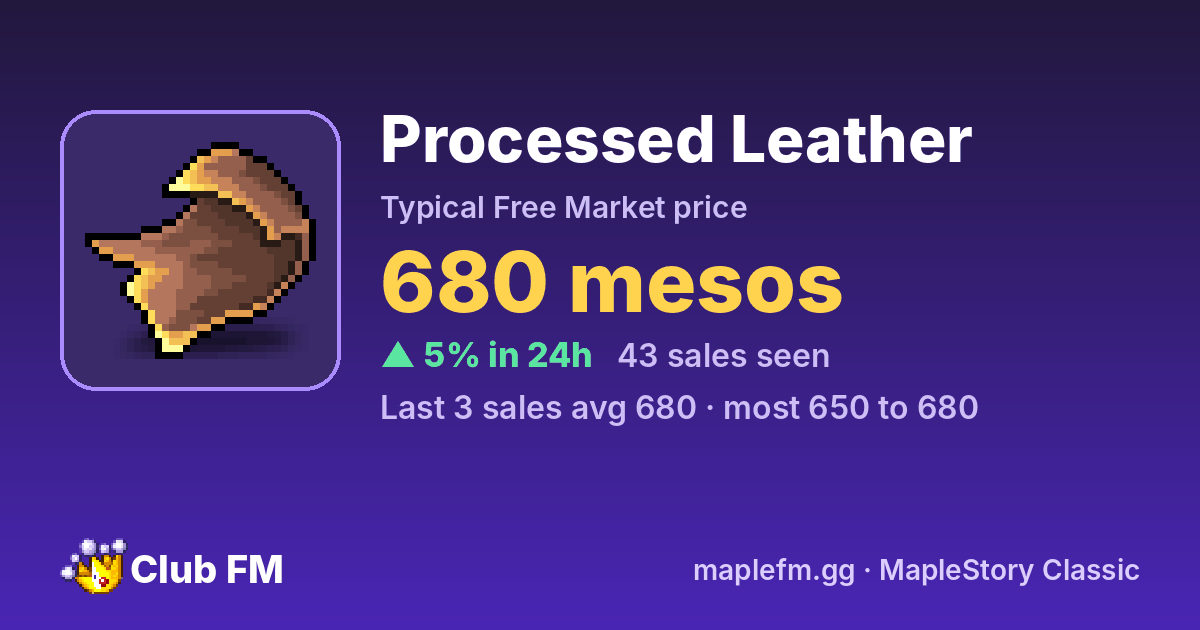 Processed Leather
Typical Free Market price
680 mesos
▲ 5% in 24h 43 sales seen
Last 3 sales avg 680 · most 650 to 680
Club FM
maplefm.gg · MapleStory Classic